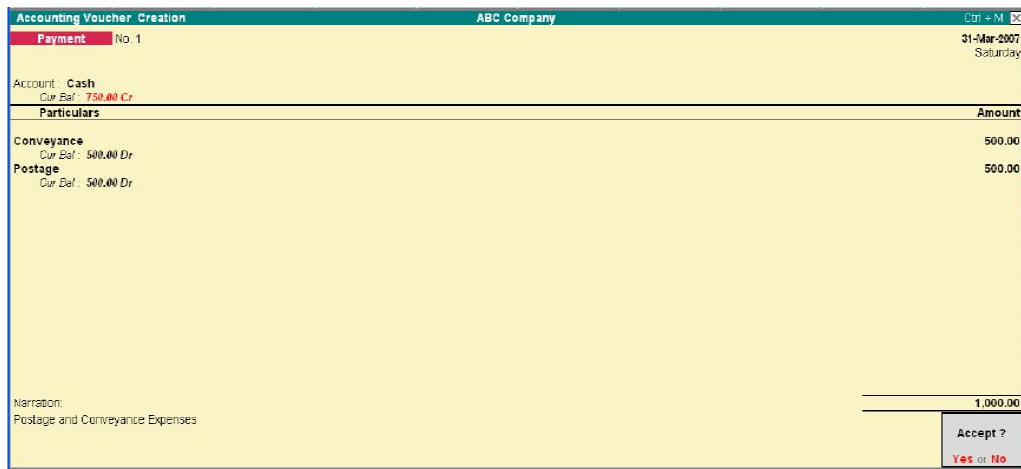 Accounting Voucher Creation ABC Company Ctrl + M
Payment No. 1 31-Mar-2007
Saturday
Account : Cash
Cur Bal : 750.00 Cr
Particulars Amount
Conveyance 500.00
Cur Bal : 500.00 Dr
Postage 500.00
Cur Bal : 500.00 Dr
Narration: 1,000.00
Postage and Conveyance Expenses
Accept ?
Yes or No